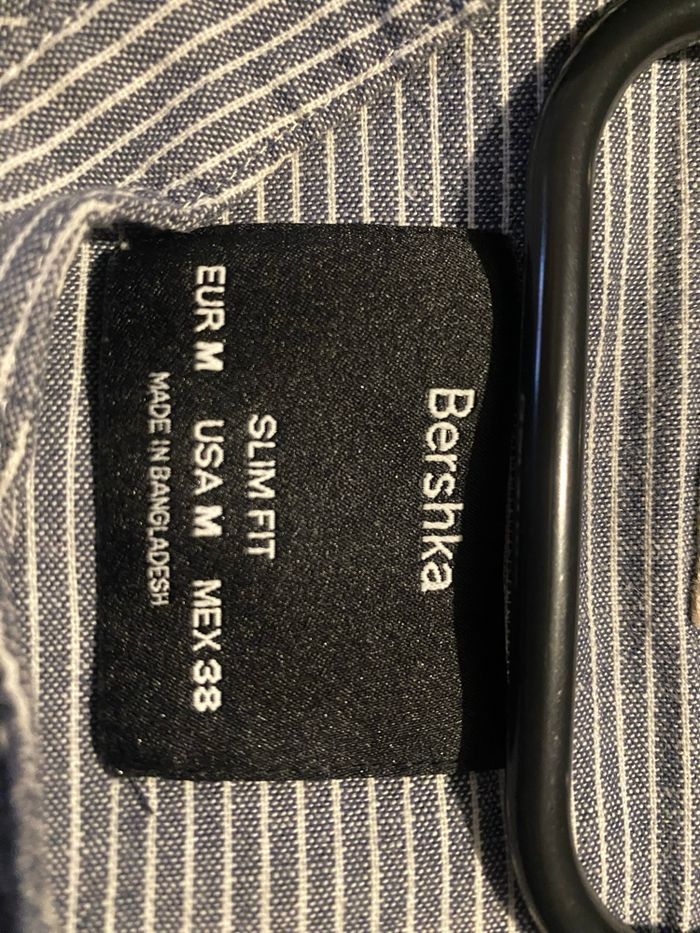 Bershka
SLIM FIT
EUR M USA M MEX 38
MADE IN BANGLADESH